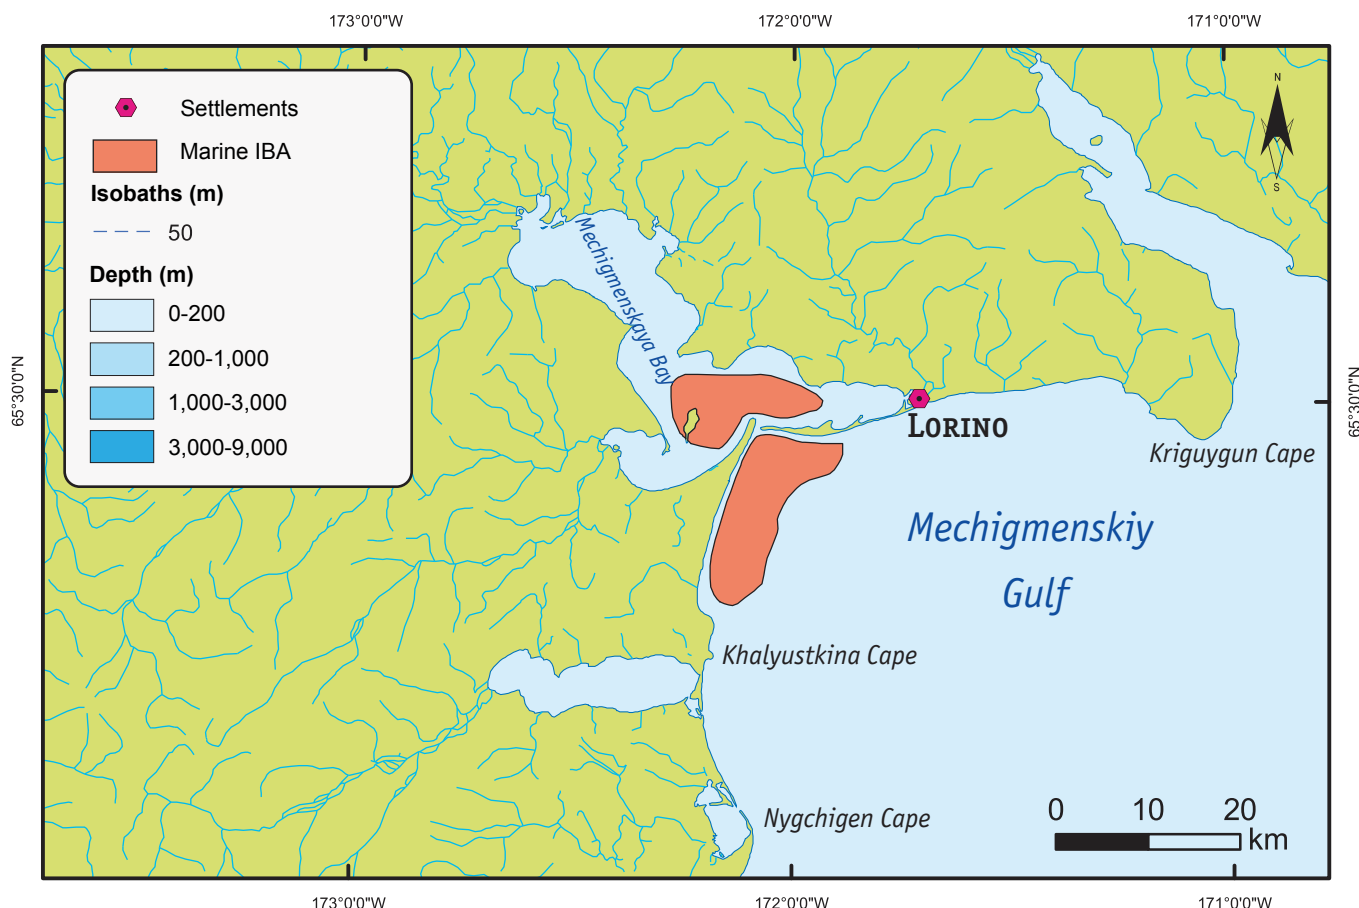 173°0'0"W
172°0'0"W
171°0'0"W
N
S
Settlements
Marine IBA
Isobaths (m)
50
Depth (m)
0-200
200-1,000
1,000-3,000
3,000-9,000
65°30'0"N
65°30'0"N
Mechigmenskaya Bay
LORINO
Kriguygun Cape
Mechigmenskiy
Gulf
Khalyustkina Cape
Nygchigen Cape
0 10 20
km
173°0'0"W
172°0'0"W
171°0'0"W